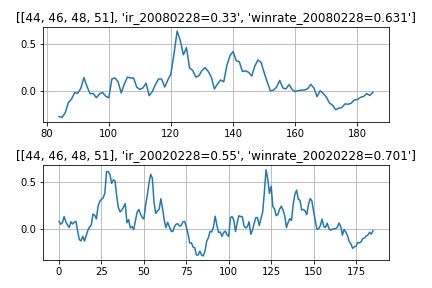 [[44, 46, 48, 51], 'ir_20080228=0.33', 'winrate_20080228=0.631']
0.5
0.0
80 100 120 140 160 180
[[44, 46, 48, 51], 'ir_20020228=0.55', 'winrate_20020228=0.701']
0.5
0.0
0 25 50 75 100 125 150 175